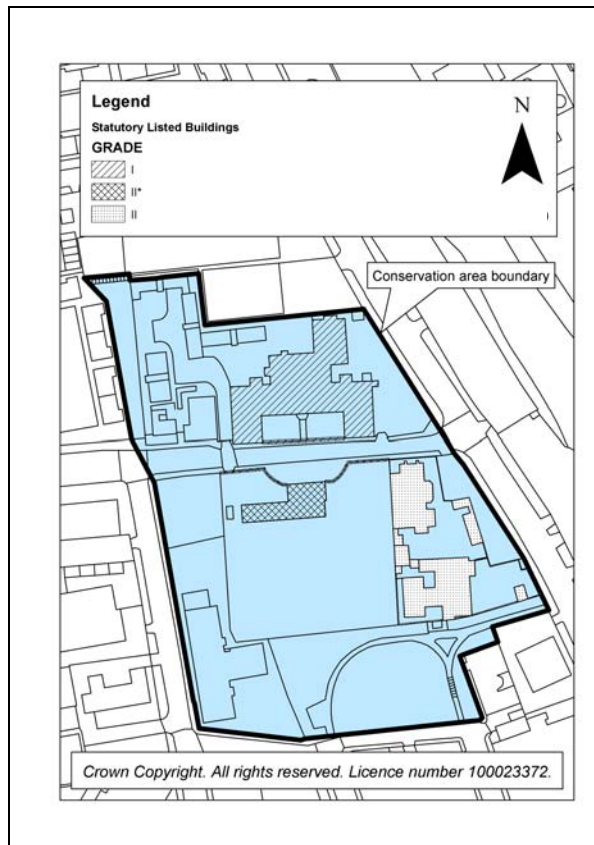 Legend
N
Statutory Listed Buildings
GRADE
I
II*
II
Conservation area boundary
Crown Copyright. All rights reserved. Licence number 100023372.